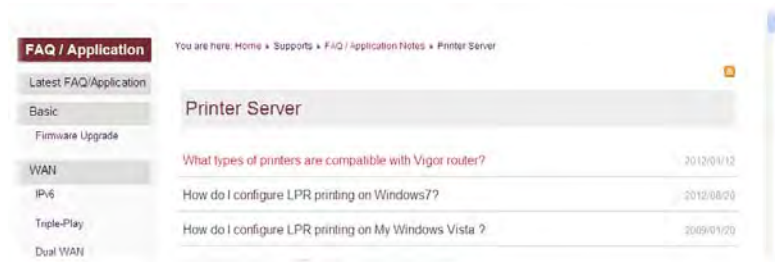 FAQ / Application
Latest FAQ/Application
Basic
Firmware Upgrade
WAN
IPv6
Triple-Play
Dual WAN
You are here: Home » Supports » FAQ / Application Notes » Printer Server
Printer Server
What types of printers are compatible with Vigor router? 2012/01/12
How do I configure LPR printing on Windows7? 2012/08/20
How do I configure LPR printing on My Windows Vista ? 2009/01/20